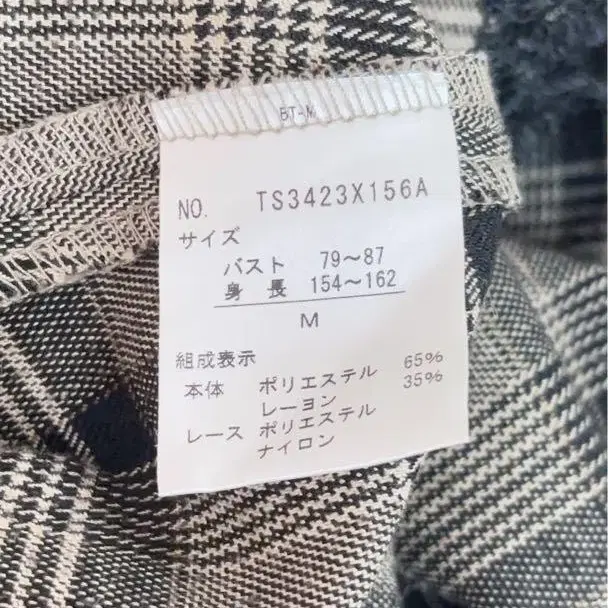 BT-M
NO. TS3423X156A
サイズ
バスト 79〜87
身長 154〜162
M
組成表示
本体 ポリエステル 65%
レーヨン 35%
レース ポリエステル
ナイロン